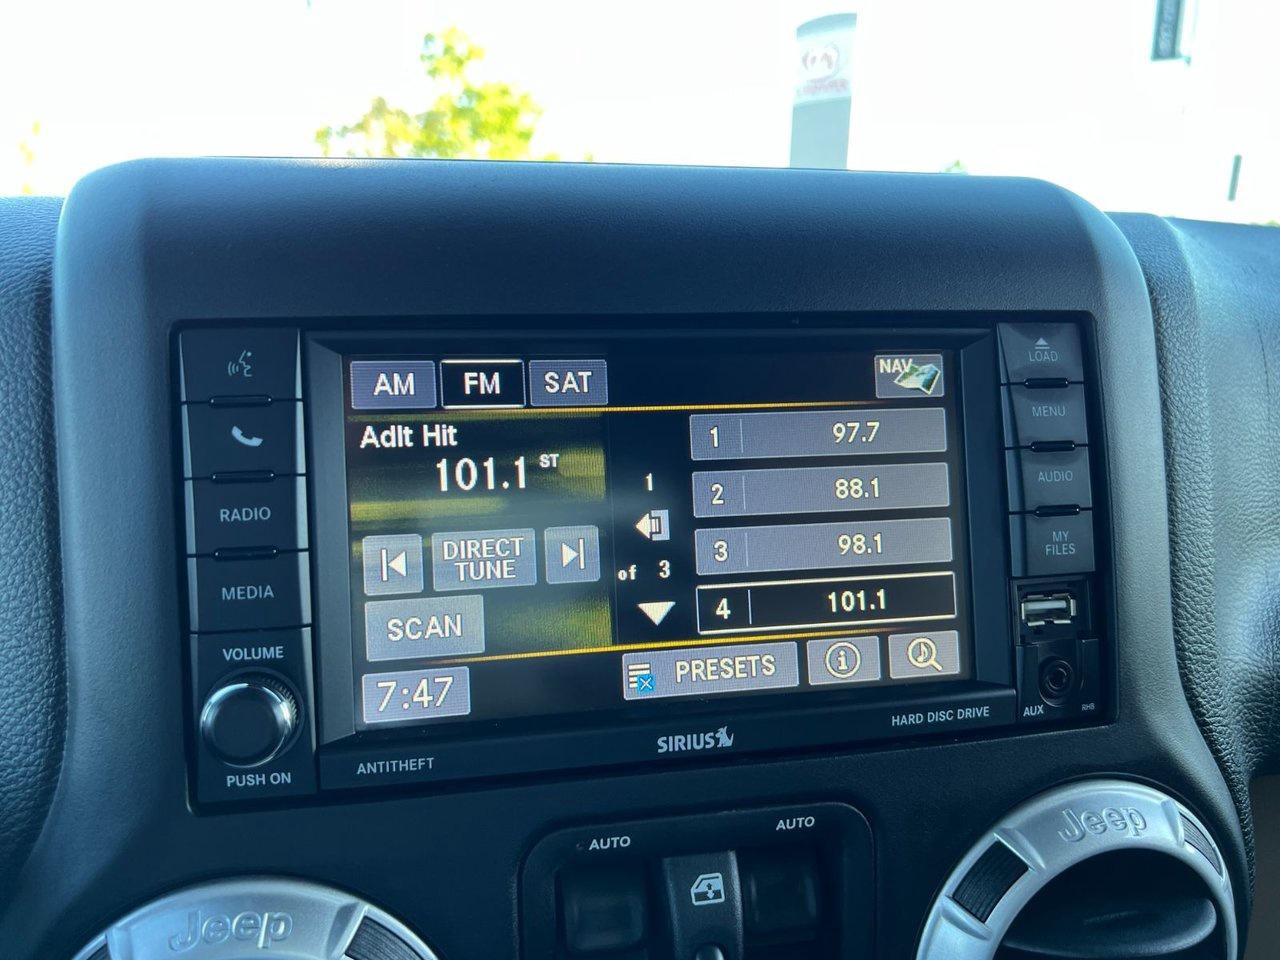 LOAD
MENU
AUDIO
MY
FILES
AUX
RHB
RADIO
MEDIA
VOLUME
PUSH ON
AM
FM
SAT
NAV
Adlt Hit
101.1 ST
DIRECT
TUNE
SCAN
7:47
1
of 3
1 97.7
2 88.1
3 98.1
4 101.1
PRESETS
ANTITHEFT
SIRIUS
HARD DISC DRIVE
AUTO
AUTO
Jeep
Jeep